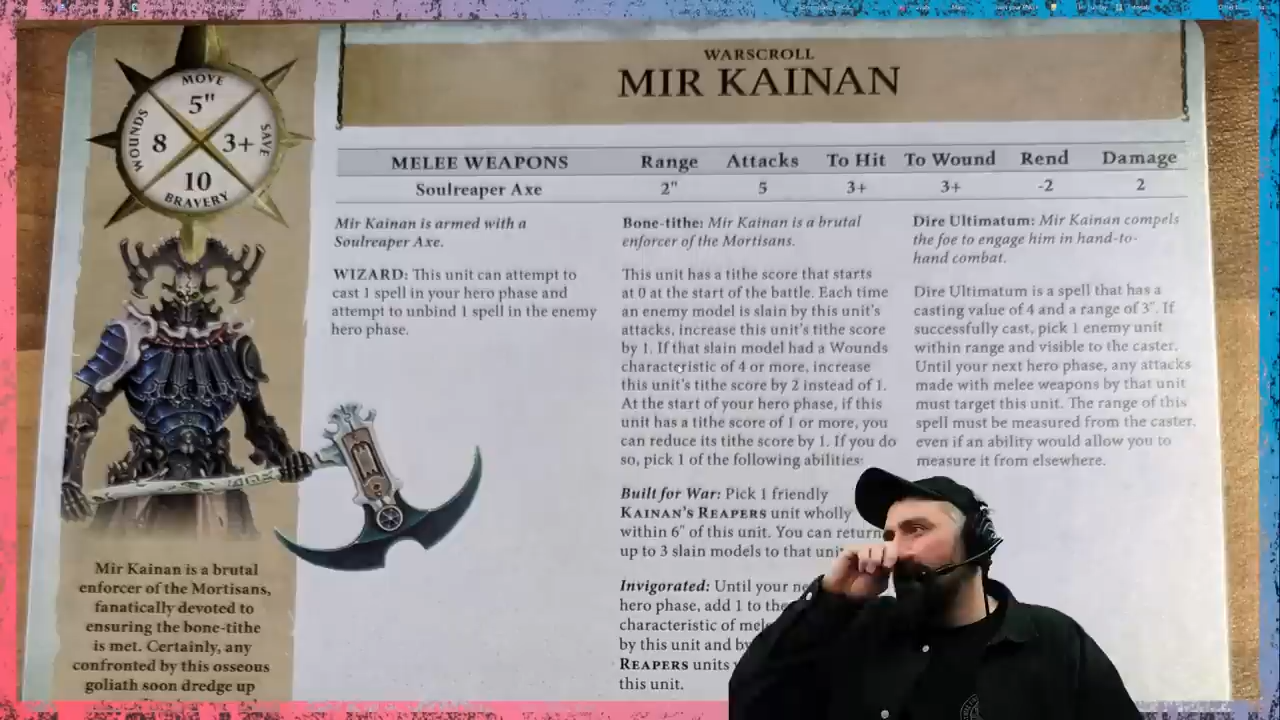 WARSCROLL
MIR KAINAN
MOVE
5"
WOUNDS
8
3+
SAVE
10
BRAVERY
MELEE WEAPONS Range Attacks To Hit To Wound Rend Damage
Soulreaper Axe 2" 5 3+ 3+ -2 2
Mir Kainan is armed with a
Soulreaper Axe.
WIZARD: This unit can attempt to
cast 1 spell in your hero phase and
attempt to unbind 1 spell in the enemy
hero phase.
Bone-tithe: Mir Kainan is a brutal
enforcer of the Mortisans.
This unit has a tithe score that starts
at 0 at the start of the battle. Each time
an enemy model is slain by this unit's
attacks, increase this unit's tithe score
by 1. If that slain model had a Wounds
characteristic of 4 or more, increase
this unit's tithe score by 2 instead of 1.
At the start of your hero phase, if this
unit has a tithe score of 1 or more, you
can reduce its tithe score by 1. If you do
so, pick 1 of the following abilities:
Built for War: Pick 1 friendly
KAINAN'S REAPERS unit wholly
within 6" of this unit. You can return
up to 3 slain models to that
Invigorated: Until your
hero phase, add 1 to the
characteristic of
by this unit and
REAPERS units
this unit.
Dire Ultimatum: Mir Kainan compels
the foe to engage him in hand-to-
hand combat.
Dire Ultimatum is a spell that has a
casting value of 4 and a range of 3". If
successfully cast, pick 1 enemy unit
within range and visible to the caster.
Until your next hero phase, any attacks
made with melee weapons by that unit
must target this unit. The range of this
spell must be measured from the caster,
even if an ability would allow you to
measure it from elsewhere.
Mir Kainan is a brutal
enforcer of the Mortisans,
fanatically devoted to
ensuring the bone-tithe
is met. Certainly, any
confronted by this osseous
goliath soon dredge up